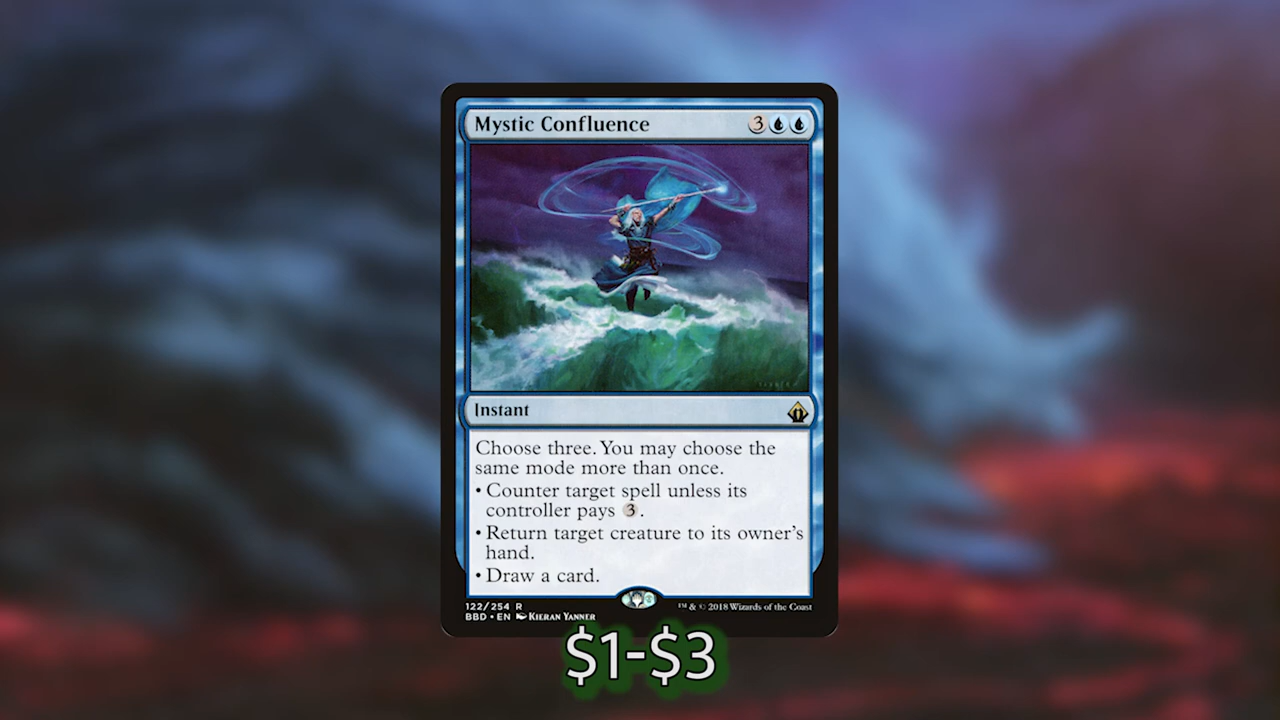 Mystic Confluence 3
Instant
Choose three. You may choose the
same mode more than once.
• Counter target spell unless its
controller pays 3.
• Return target creature to its owner's
hand.
• Draw a card.
122/254 R
BBD • EN Kieran Yanner
™ & © 2018 Wizards of the Coast
$1-$3